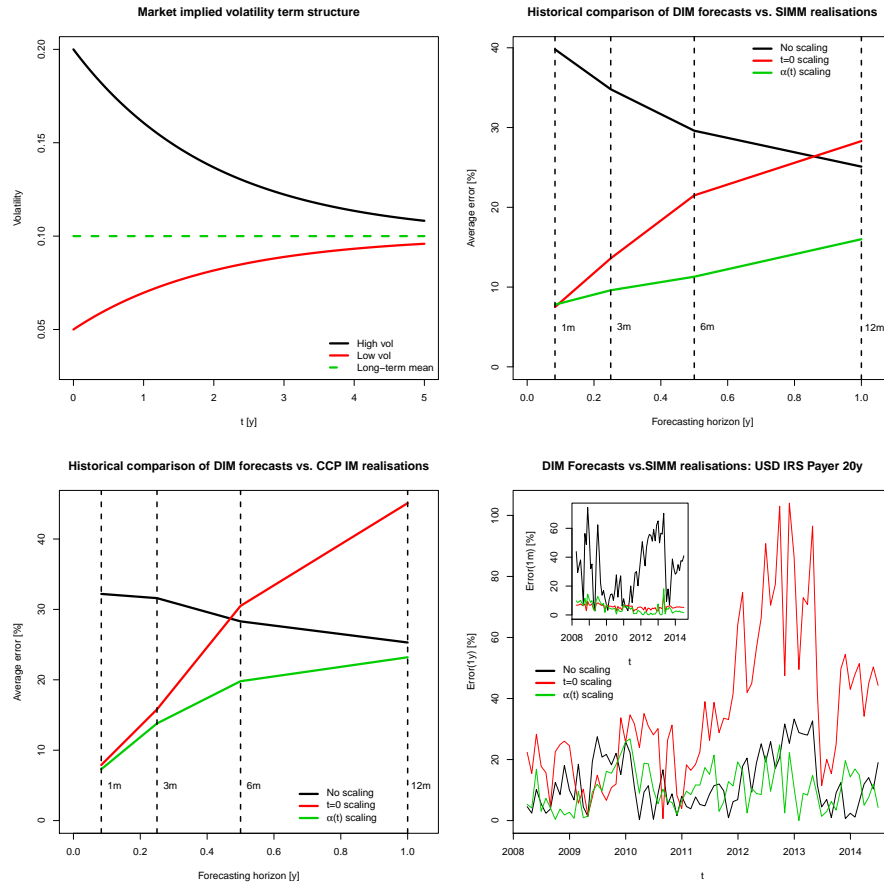 Market implied volatility term structure
0.20
0.15
0.10
0.05
Volatility
High vol
Low vol
Long−term mean
0
1
2
3
4
5
t [y]
Historical comparison of DIM forecasts vs. SIMM realisations
40
30
20
10
0
Average error [%]
No scaling
t=0 scaling
α(t) scaling
1m
3m
6m
12m
0.0
0.2
0.4
0.6
0.8
1.0
Forecasting horizon [y]
Historical comparison of DIM forecasts vs. CCP IM realisations
40
30
20
10
0
Average error [%]
1m
3m
6m
12m
No scaling
t=0 scaling
α(t) scaling
0.0
0.2
0.4
0.6
0.8
1.0
Forecasting horizon [y]
DIM Forecasts vs.SIMM realisations: USD IRS Payer 20y
100
80
60
40
20
0
Error(1y) [%]
60
40
20
0
Error(1m) [%]
2008
2010
2012
2014
t
No scaling
t=0 scaling
α(t) scaling
2008
2009
2010
2011
2012
2013
2014
t